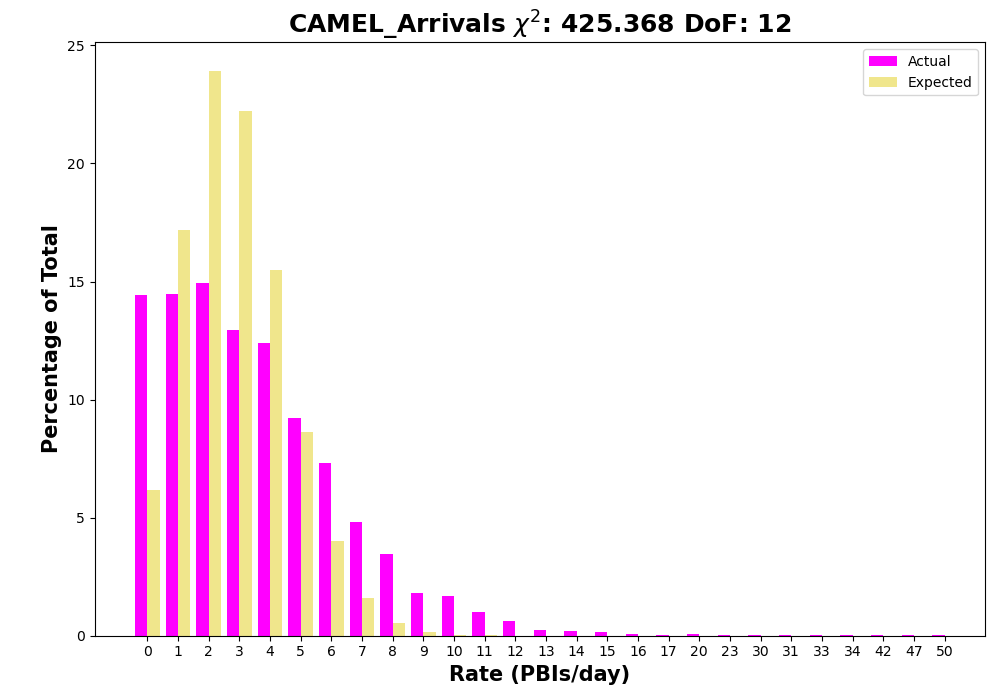 CAMEL_Arrivals χ²: 425.368 DoF: 12
Actual
Expected
Percentage of Total
25
20
15
10
5
0
0 1 2 3 4 5 6 7 8 9 10 11 12 13 14 15 16 17 20 23 30 31 33 34 42 47 50
Rate (PBIs/day)